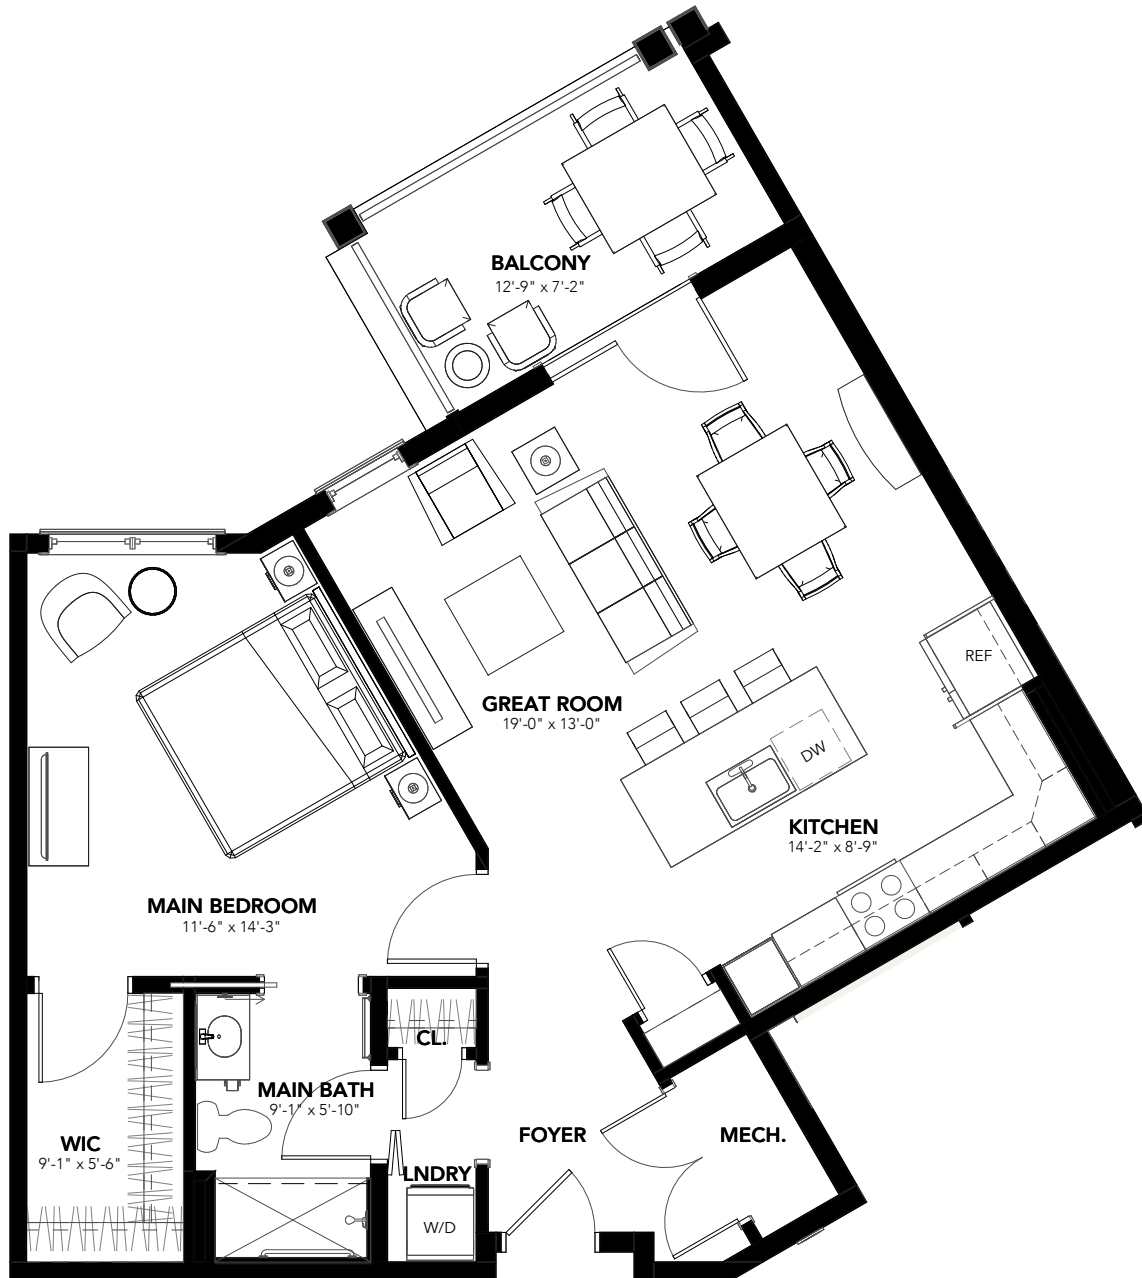 BALCONY
12'-9" x 7'-2"
REF
GREAT ROOM
19'-0" x 13'-0"
DW
KITCHEN
14'-2" x 8'-9"
MAIN BEDROOM
11'-6" x 14'-3"
CL.
MAIN BATH
9'-1" x 5'-10"
FOYER
MECH.
WIC
9'-1" x 5'-6"
LNDRY
W/D